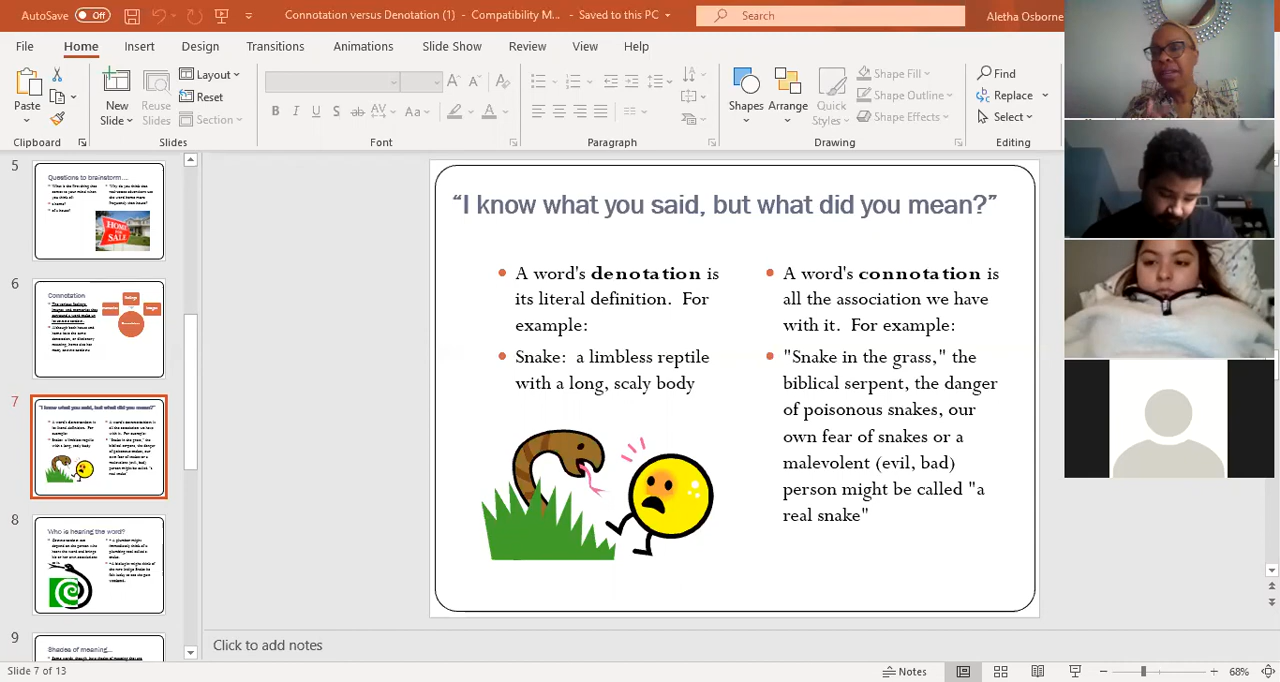 AutoSave Off
Connotation versus Denotation (1) - Compatibility M... - Saved to this PC
Search
Aletha Osborne
File Home Insert Design Transitions Animations Slide Show Review View Help
Paste
New Slide
Reuse Slides
Layout
Reset
Section
B I U S ab AV Aa
Shapes Arrange Quick Styles
Shape Fill
Shape Outline
Shape Effects
Find
Replace
Select
Clipboard Slides Font Paragraph Drawing Editing
5
Questions to brainstorm...
HOME
FOR
SALE
6
Connotation
7
"I know what you said, but what did you mean?"
8
Who is hearing the word?
9
Shades of meaning...
“I know what you said, but what did you mean?”
A word's denotation is
its literal definition. For
example:
Snake: a limbless reptile
with a long, scaly body
A word's connotation is
all the association we have
with it. For example:
"Snake in the grass," the
biblical serpent, the danger
of poisonous snakes, our
own fear of snakes or a
malevolent (evil, bad)
person might be called "a
real snake"
Click to add notes
Slide 7 of 13
Notes
68%